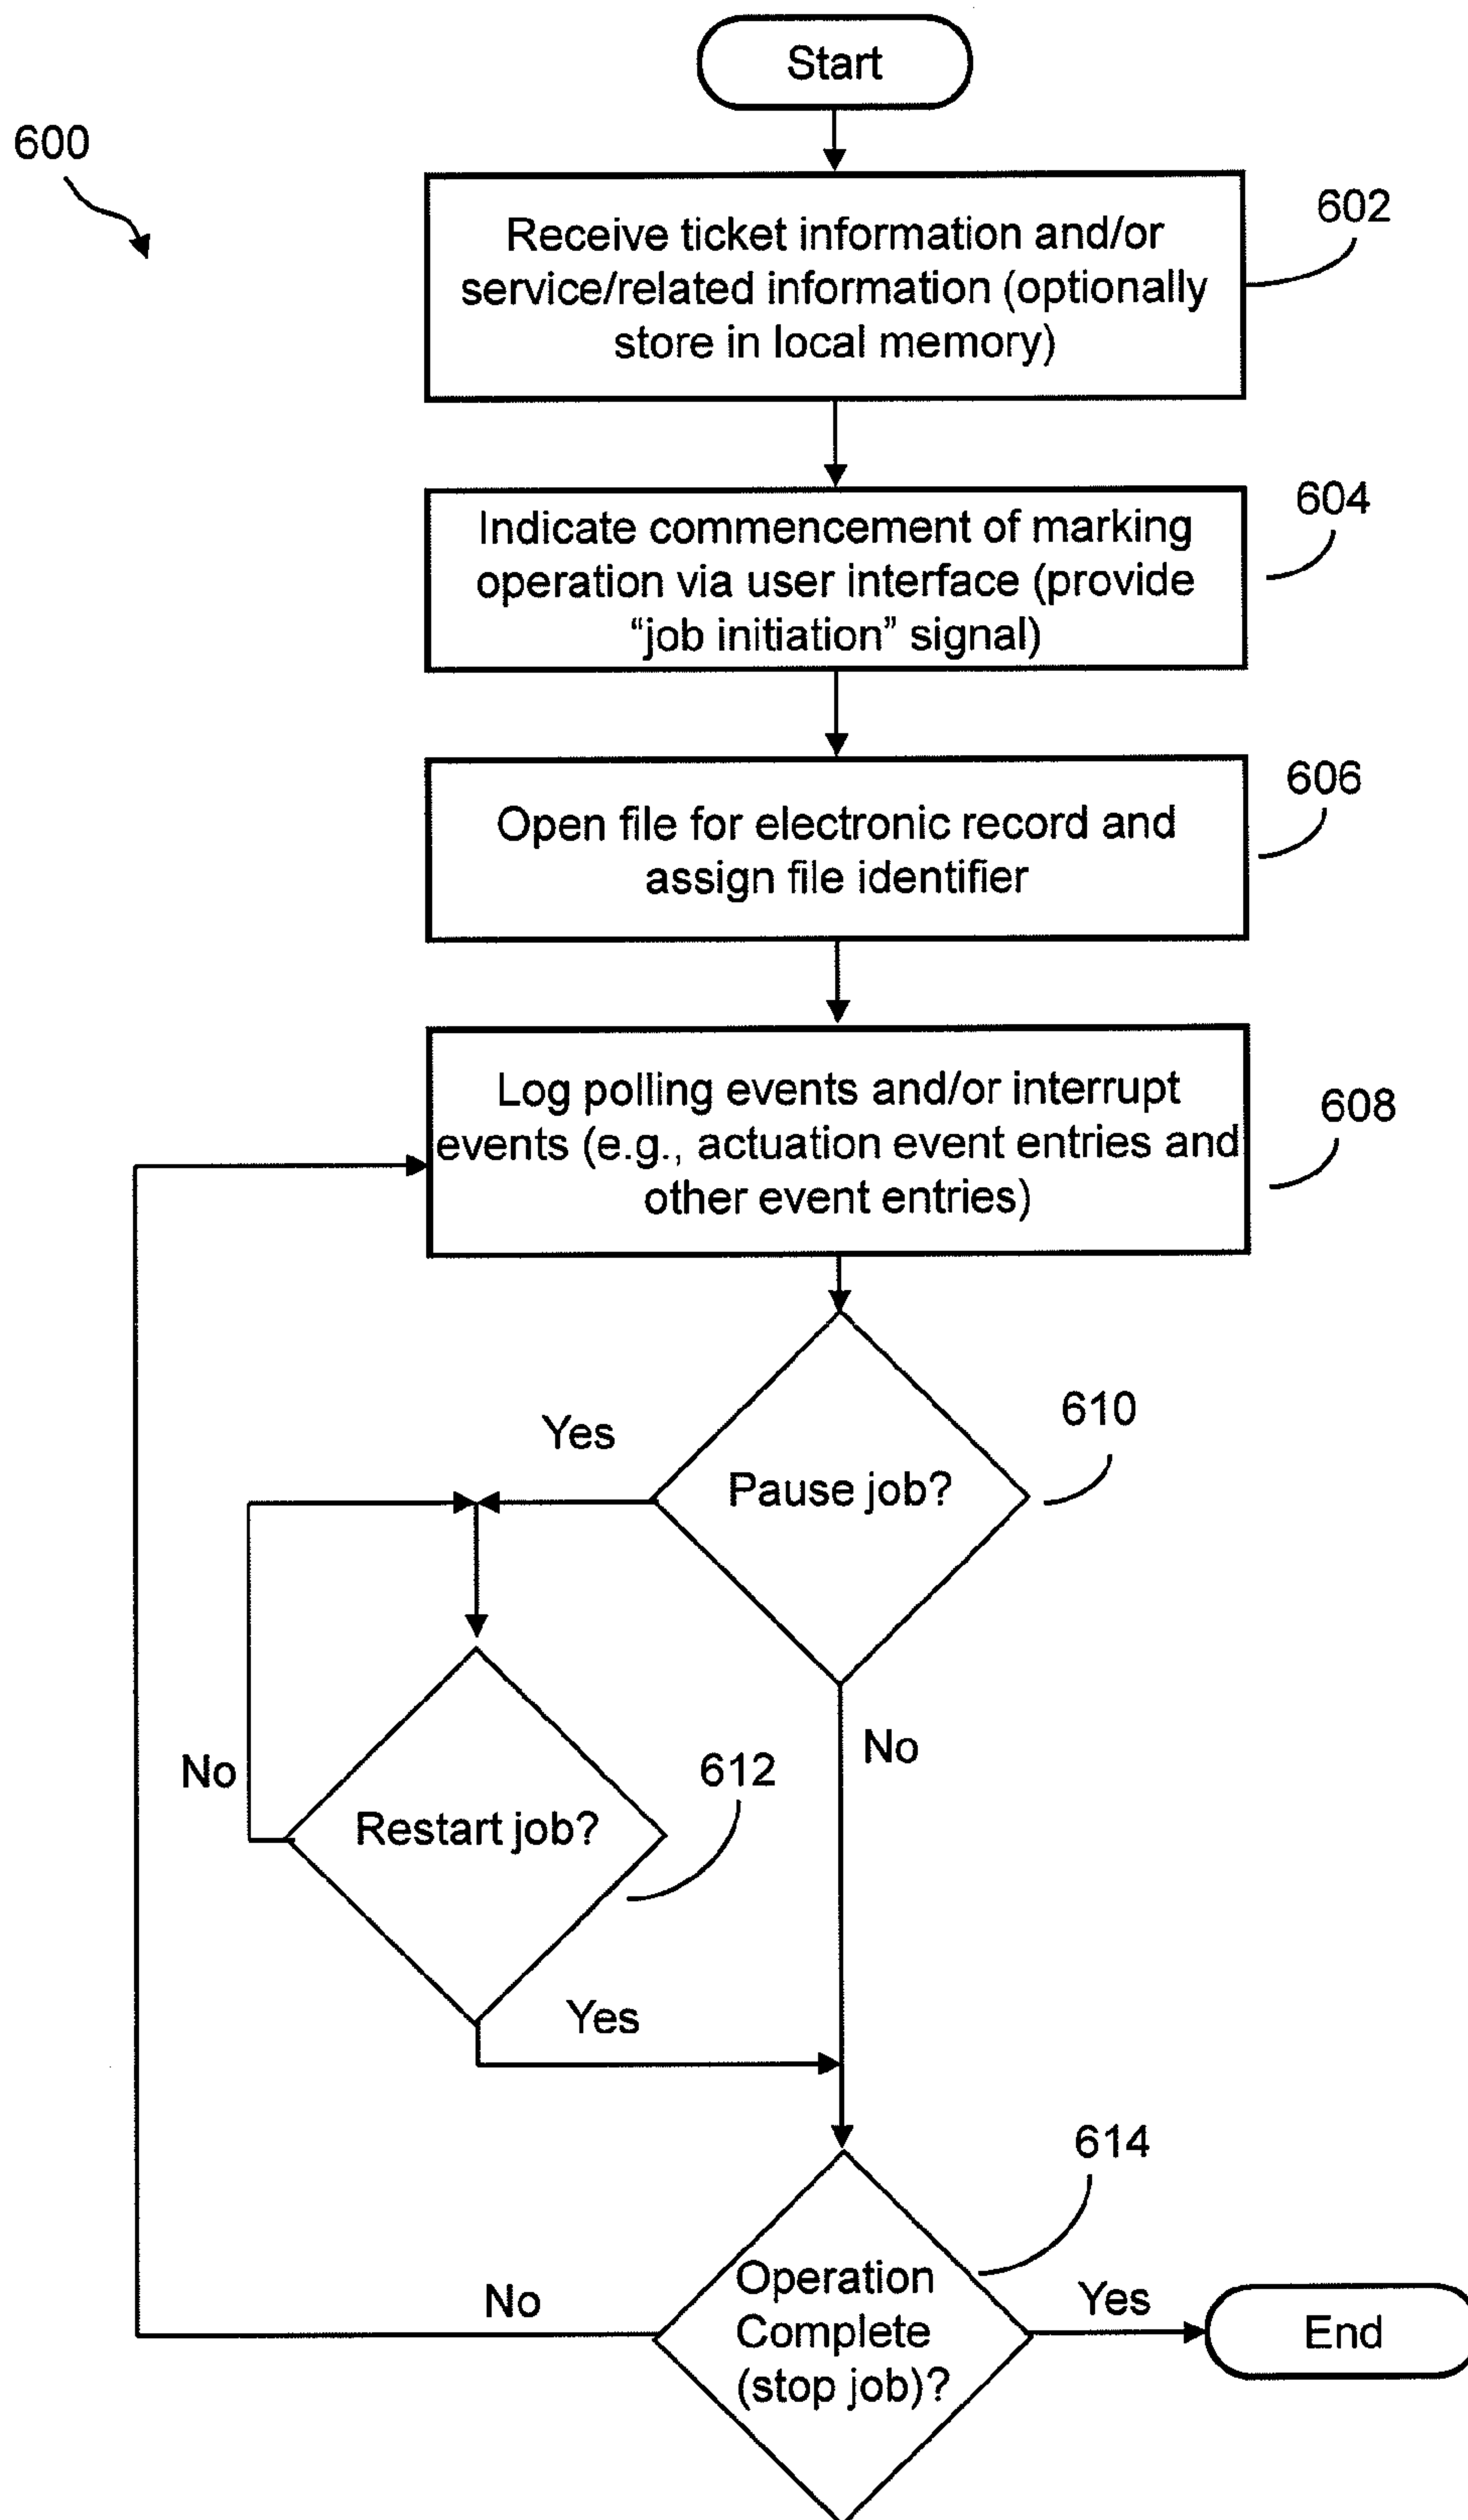 Start
600
602
Receive ticket information and/or
service/related information (optionally
store in local memory)
604
Indicate commencement of marking
operation via user interface (provide
“job initiation” signal)
606
Open file for electronic record and
assign file identifier
608
Log polling events and/or interrupt
events (e.g., actuation event entries and
other event entries)
610
Yes
Pause job?
No
612
No
Restart job?
Yes
614
Operation
Complete
(stop job)?
No
Yes
End